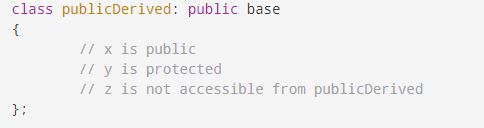 class publicDerived: public base
{
// x is public
// y is protected
// z is not accessible from publicDerived
};